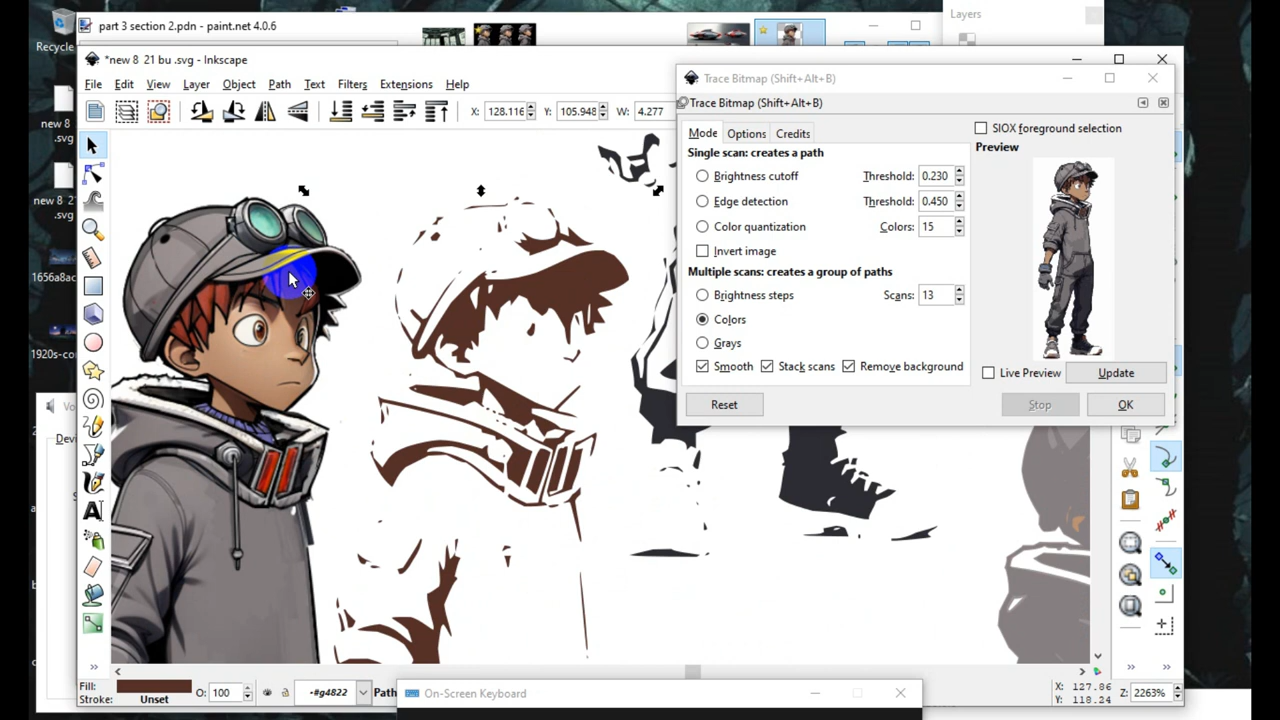 Layers
part 3 section 2.pdn - paint.net 4.0.6
Recycle
*new 8 21 bu .svg - Inkscape
File Edit View Layer Object Path Text Filters Extensions Help
X: 128.116 Y: 105.948 W: 4.277
Trace Bitmap (Shift+Alt+B)
Trace Bitmap (Shift+Alt+B)
Mode Options Credits
SIOX foreground selection
Preview
Single scan: creates a path
Brightness cutoff Threshold: 0.230
Edge detection Threshold: 0.450
Color quantization Colors: 15
Invert image
Multiple scans: creates a group of paths
Brightness steps Scans: 13
Colors
Grays
Smooth Stack scans Remove background
Live Preview Update
Reset Stop OK
new 8
.svg
new 8 2
.svg
1656a8ac
1920s-co
Vo
Dev
Fill:
Stroke: Unset
O: 100
•#g4822
Path
On-Screen Keyboard
X: 127.86
Y: 118.24
Z: 2263%